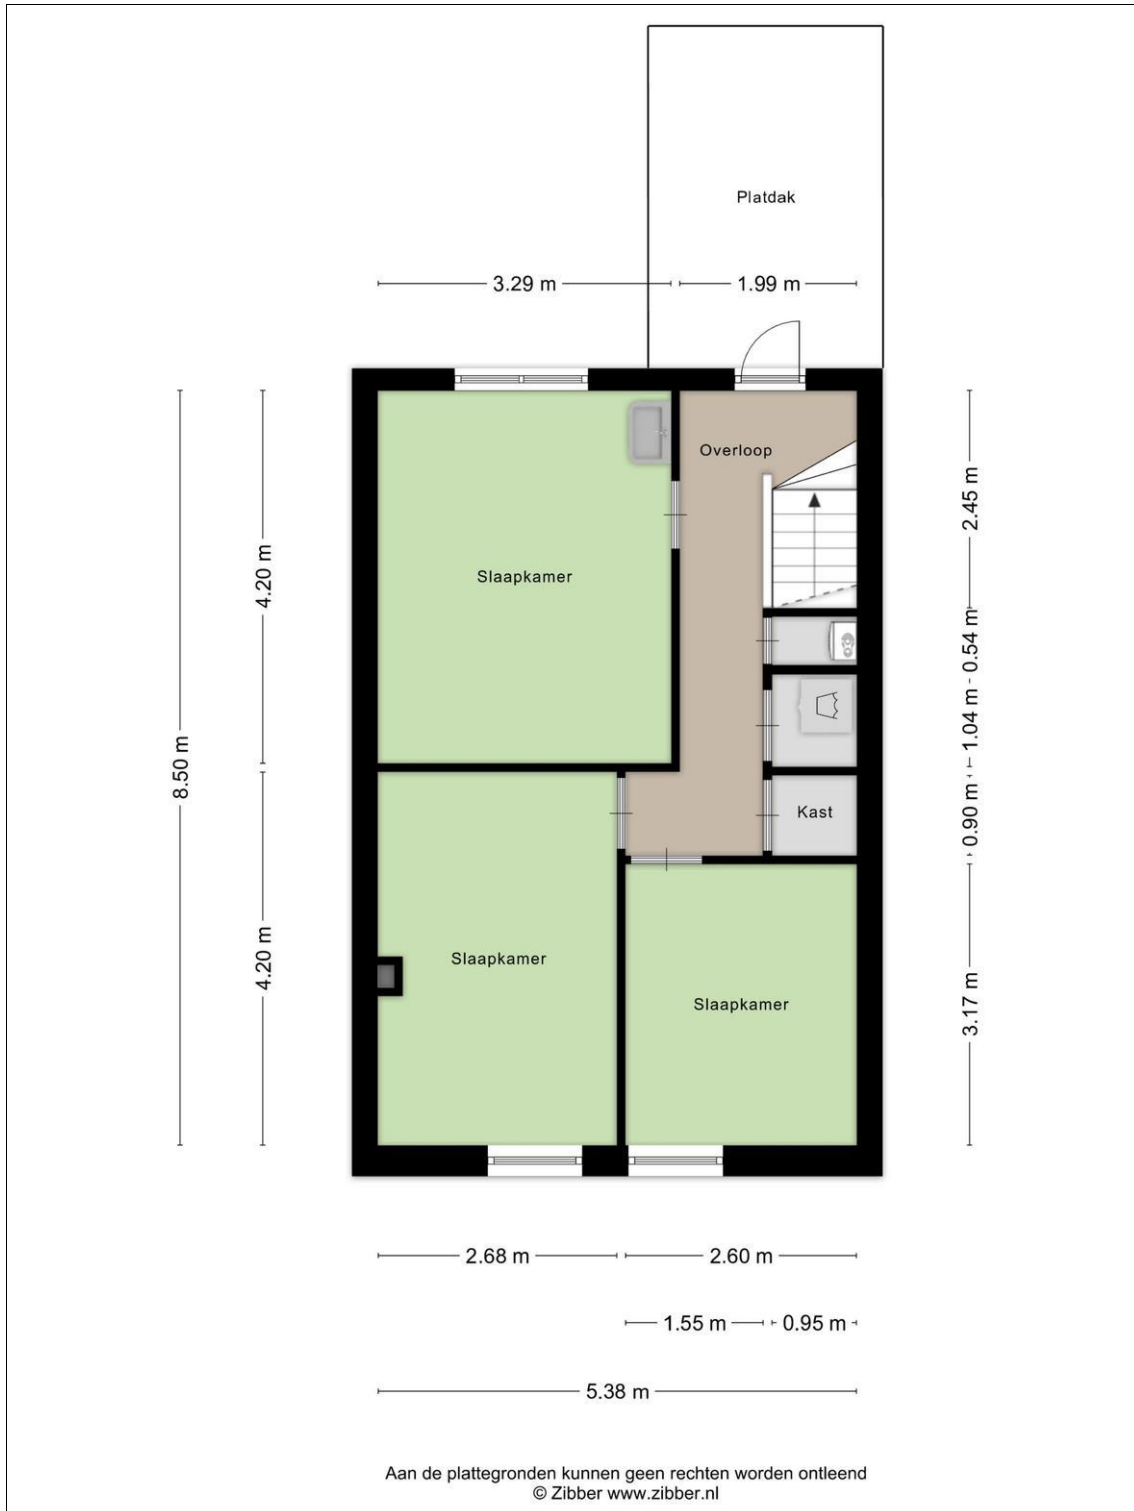 Platdak
3.29 m
1.99 m
Overloop
2.45 m
4.20 m
Slaapkamer
0.54 m
1.04 m
8.50 m
0.90 m
Kast
4.20 m
Slaapkamer
Slaapkamer
3.17 m
2.68 m
2.60 m
1.55 m
0.95 m
5.38 m
Aan de plattegronden kunnen geen rechten worden ontleend
© Zibber www.zibber.nl